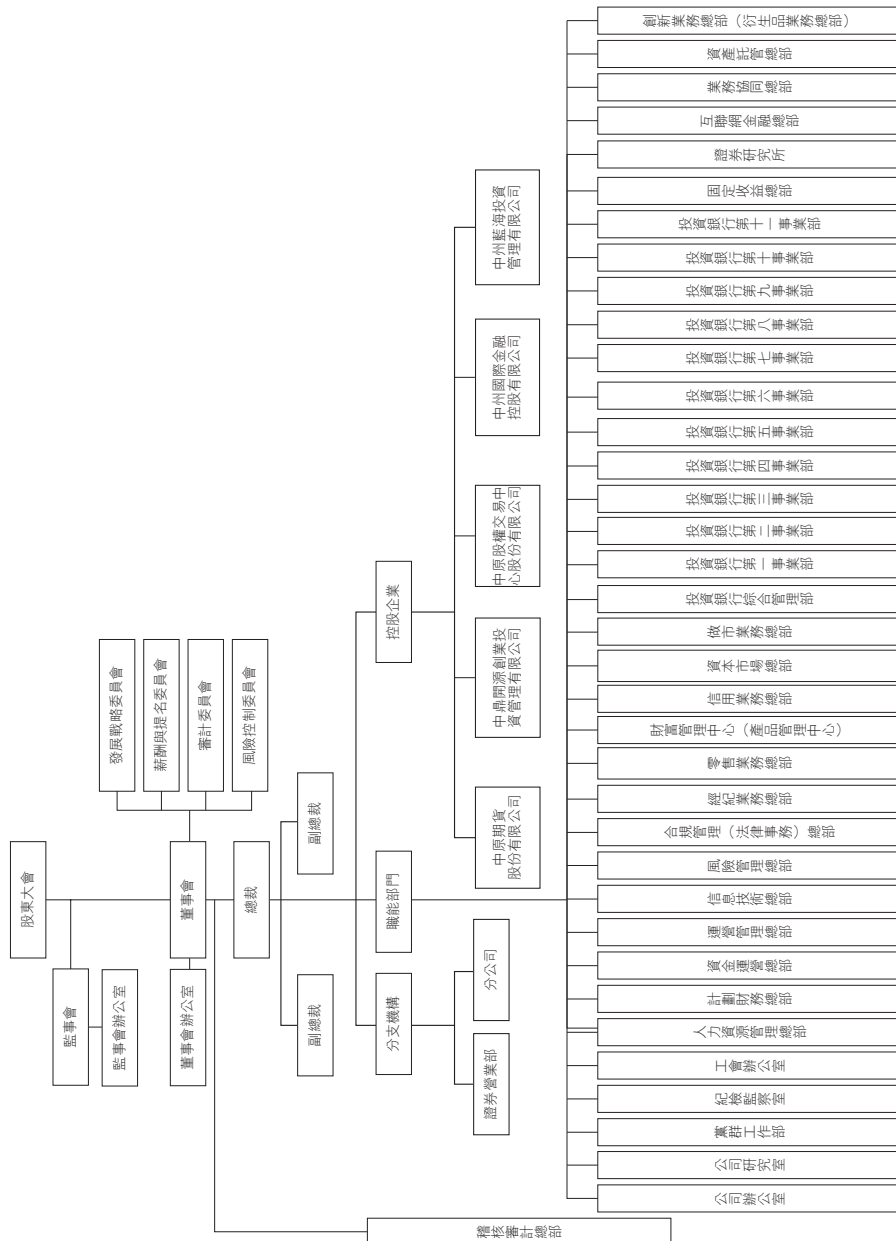 股東大會
監事會
監事會辦公室
發展戰略委員會
薪酬與提名委員會
審計委員會
風險控制委員會
董事會
董事會辦公室
總裁
副總裁
副總裁
分支機構
職能部門
控股企業
證券營業部
分公司
中原期貨
股份有限公司
中鼎開源創業投
資管理有限公司
中原股權交易中
心股份有限公司
中州國際金融
控股有限公司
中州藍海投資
管理有限公司
稽核審計總部
公司辦公室
公司研究室
黨群工作部
紀檢監察室
工會辦公室
人力資源管理總部
計劃財務總部
資金運營總部
運營管理總部
信息技術總部
風險管理總部
合規管理（法律事務）總部
經紀業務總部
零售業務總部
財富管理中心（產品管理中心）
信用業務總部
資本市場總部
做市業務總部
投資銀行綜合管理部
投資銀行第一事業部
投資銀行第二事業部
投資銀行第三事業部
投資銀行第四事業部
投資銀行第五事業部
投資銀行第六事業部
投資銀行第七事業部
投資銀行第八事業部
投資銀行第九事業部
投資銀行第十事業部
投資銀行第十一事業部
固定收益總部
證券研究所
互聯網金融總部
業務協同總部
資產託管總部
創新業務總部（衍生品業務總部）